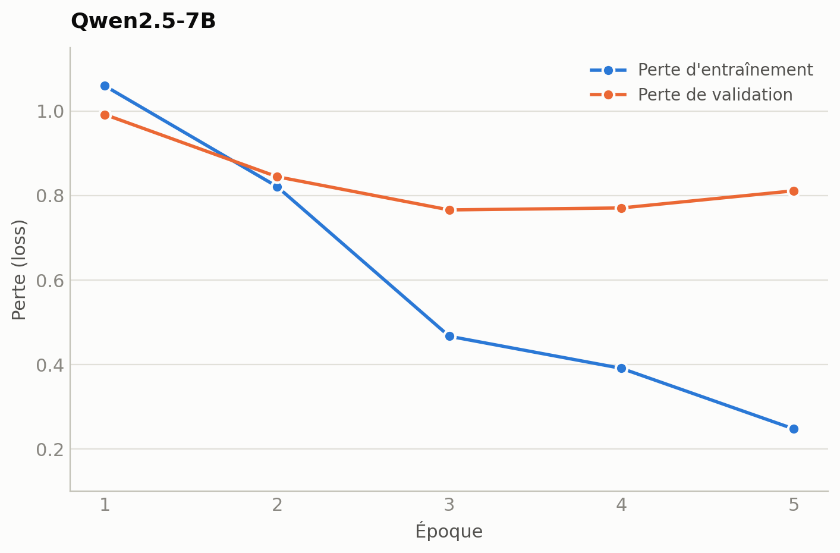 Qwen2.5-7B
Perte d'entraînement
Perte de validation
1.0
0.8
0.6
0.4
0.2
Perte (loss)
1 2 3 4 5
Époque